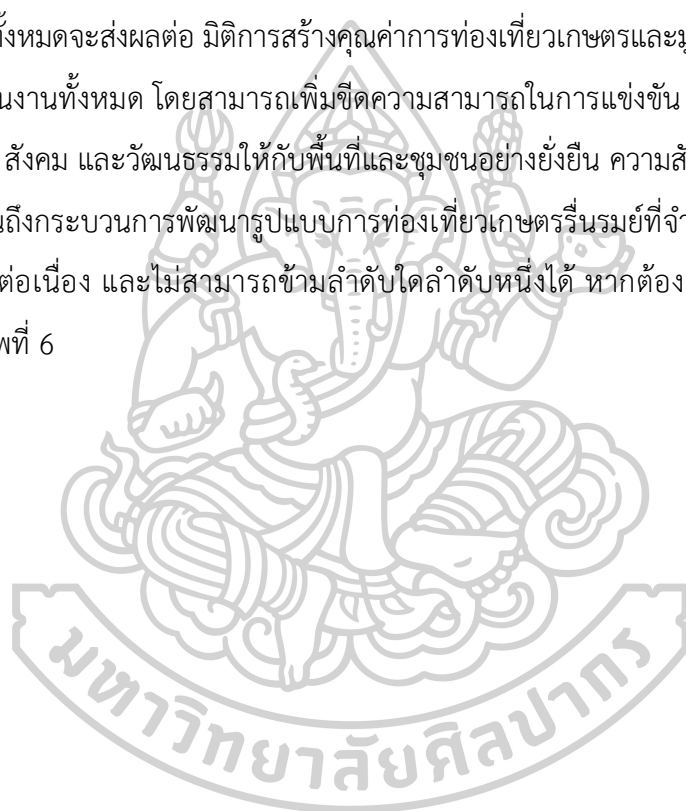 ทั้งหมดจะส่งผลต่อ มิติการสร้างคุณค่าการท่องเที่ยวเกษตรและ
นงานทั้งหมด โดยสามารถเพิ่มขีดความสามารถในการแข่งขัน
สังคม และวัฒนธรรมให้กับพื้นที่และชุมชนอย่างยั่งยืน
ถึงกระบวนการพัฒนารูปแบบการท่องเที่ยวเกษตรรื่นรมย์ที่
ต่อเนื่อง และไม่สามารถข้ามลำดับใดลำดับหนึ่งได้ หากต้อง
พที่ 6
มหาวิทยาลัยศิลปากร